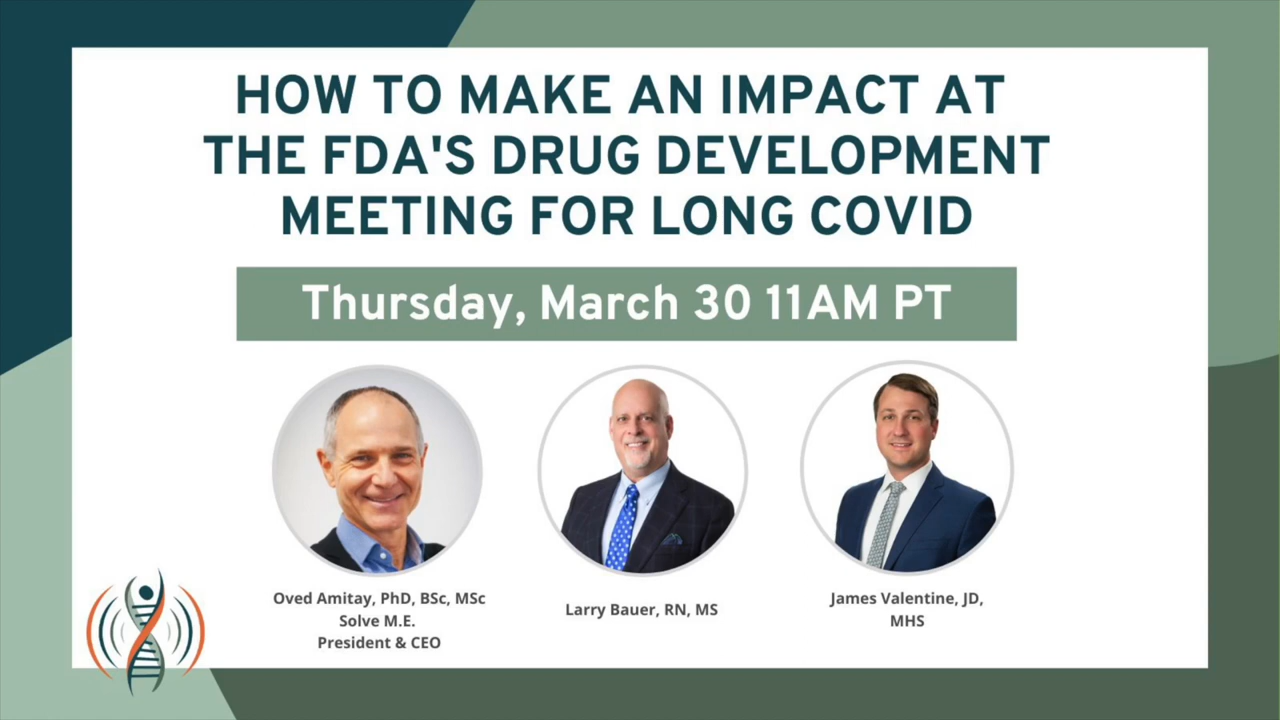 HOW TO MAKE AN IMPACT AT
THE FDA'S DRUG DEVELOPMENT
MEETING FOR LONG COVID
Thursday, March 30 11AM PT
Oved Amitay, PhD, BSc, MSc
Solve M.E.
President & CEO
Larry Bauer, RN, MS
James Valentine, JD,
MHS